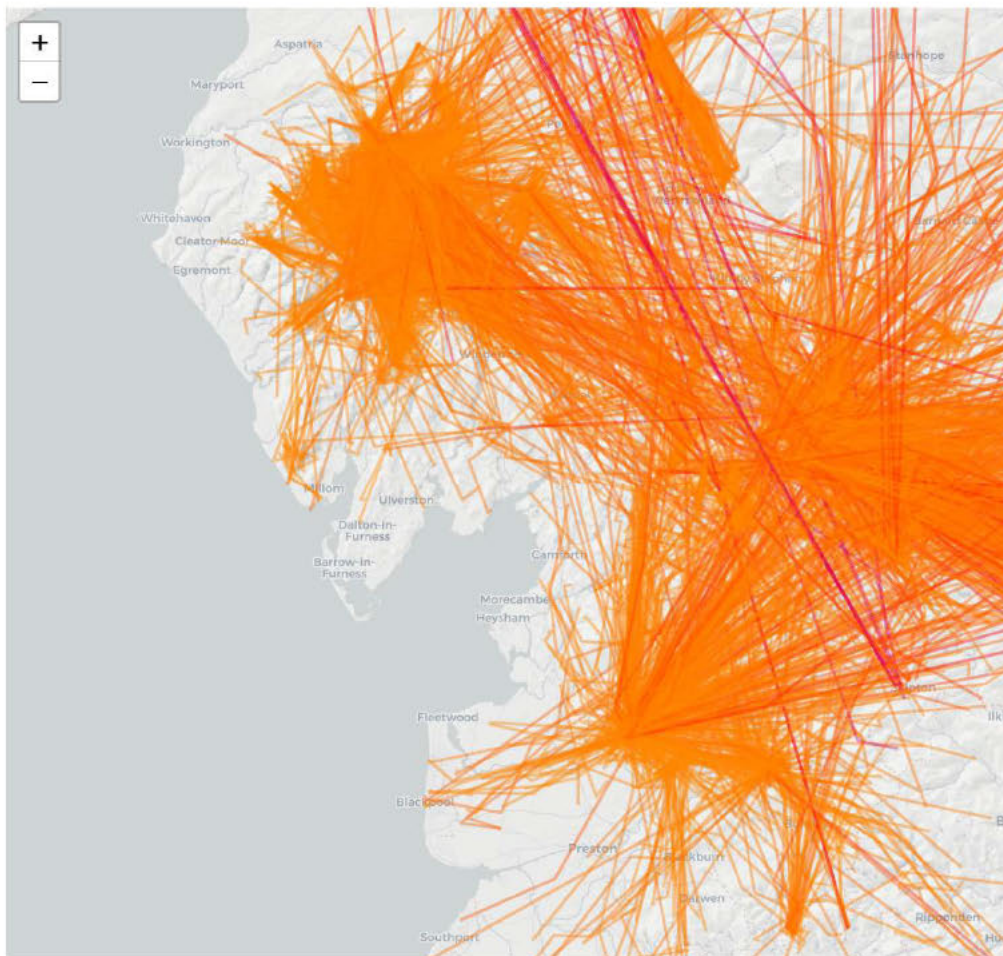 +
−
Aspatria
Stanhope
Maryport
Workington
Whitehaven
Cleator Moor
Egremont
Millom
Ulverston
Dalton-in-
Furness
Barrow-in-
Furness
Carnforth
Morecambe
Heysham
Fleetwood
Blackpool
Preston
Blackburn
Darwen
Ripponden
Southport